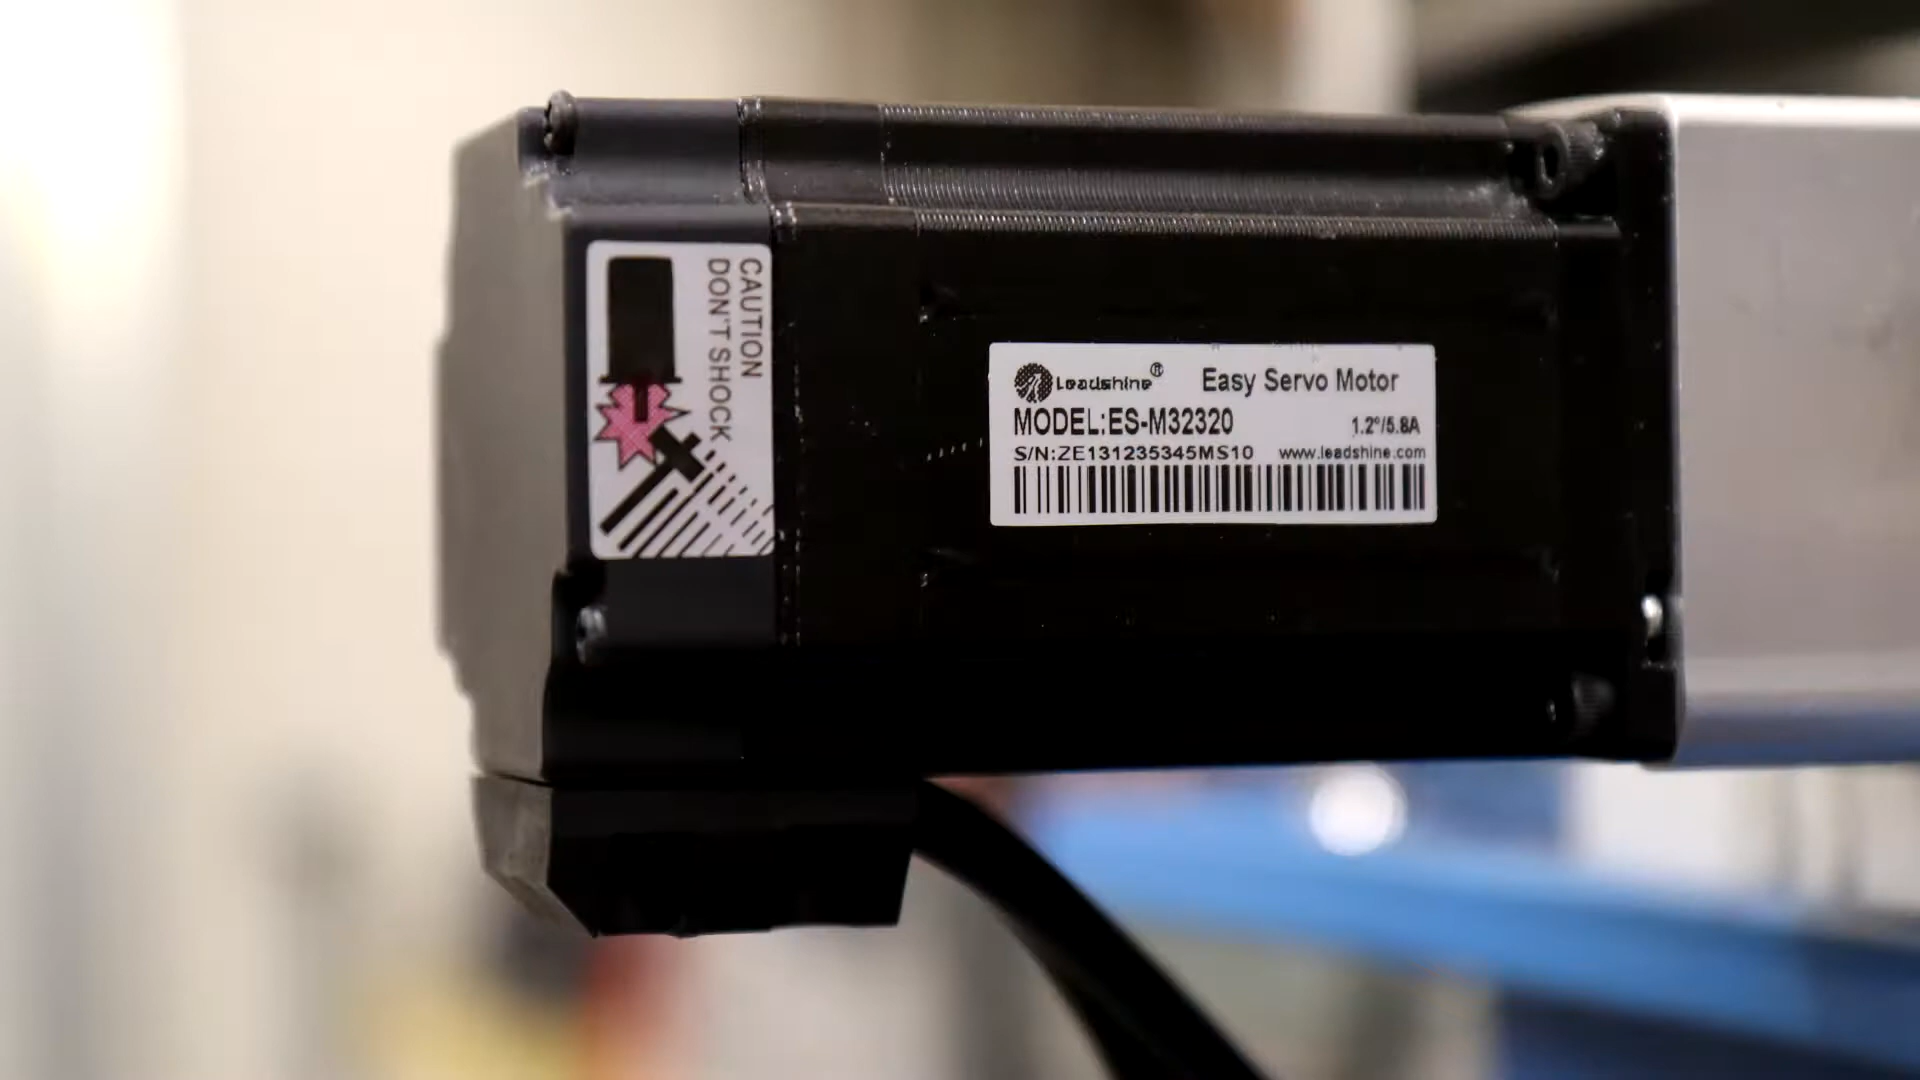 CAUTION
DON'T SHOCK
Leadshine® Easy Servo Motor
MODEL:ES-M32320 1.2°/5.8A
S/N:ZE131235345MS10 www.leadshine.com